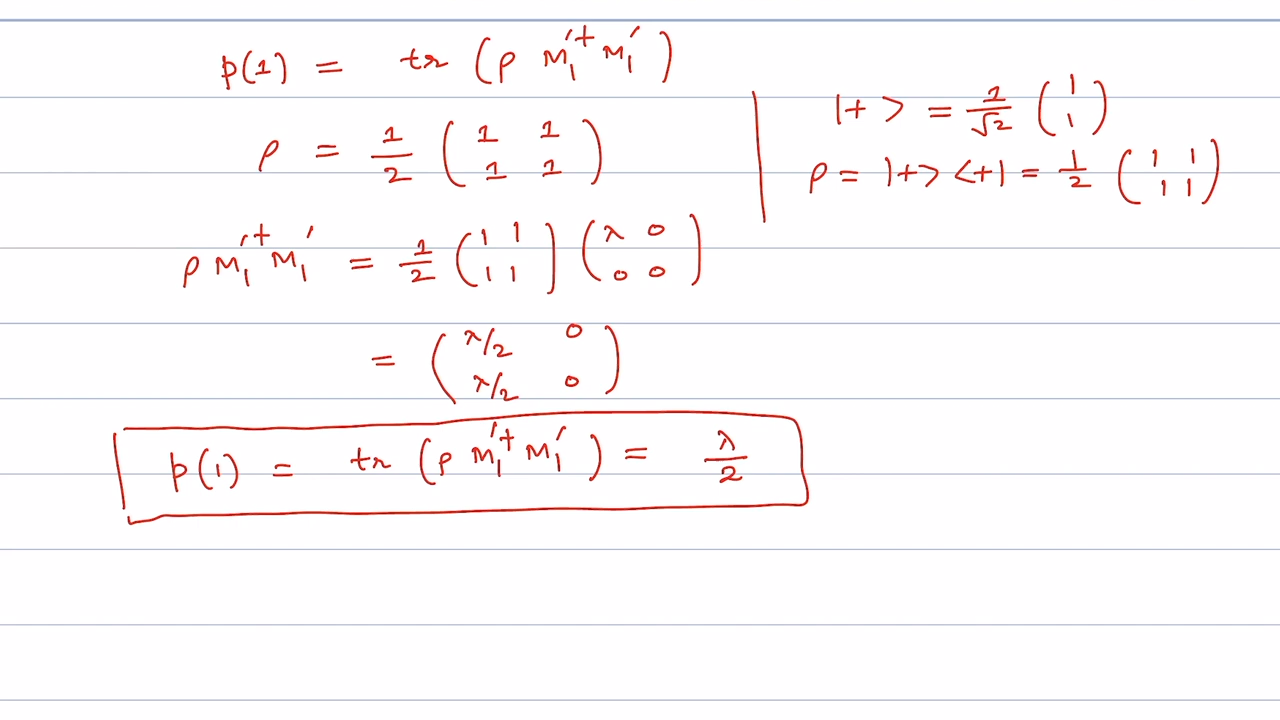 p(1) = tr (ρ M₁′† M₁′)
ρ = 1/2 (1 1; 1 1)
ρ M₁′† M₁′ = 1/2 (1 1; 1 1) (λ 0; 0 0)
= (λ/2 0; λ/2 0)
p(1) = tr (ρ M₁′† M₁′) = λ/2
|+> = 1/√2 (1; 1)
ρ = |+> <+| = 1/2 (1 1; 1 1)